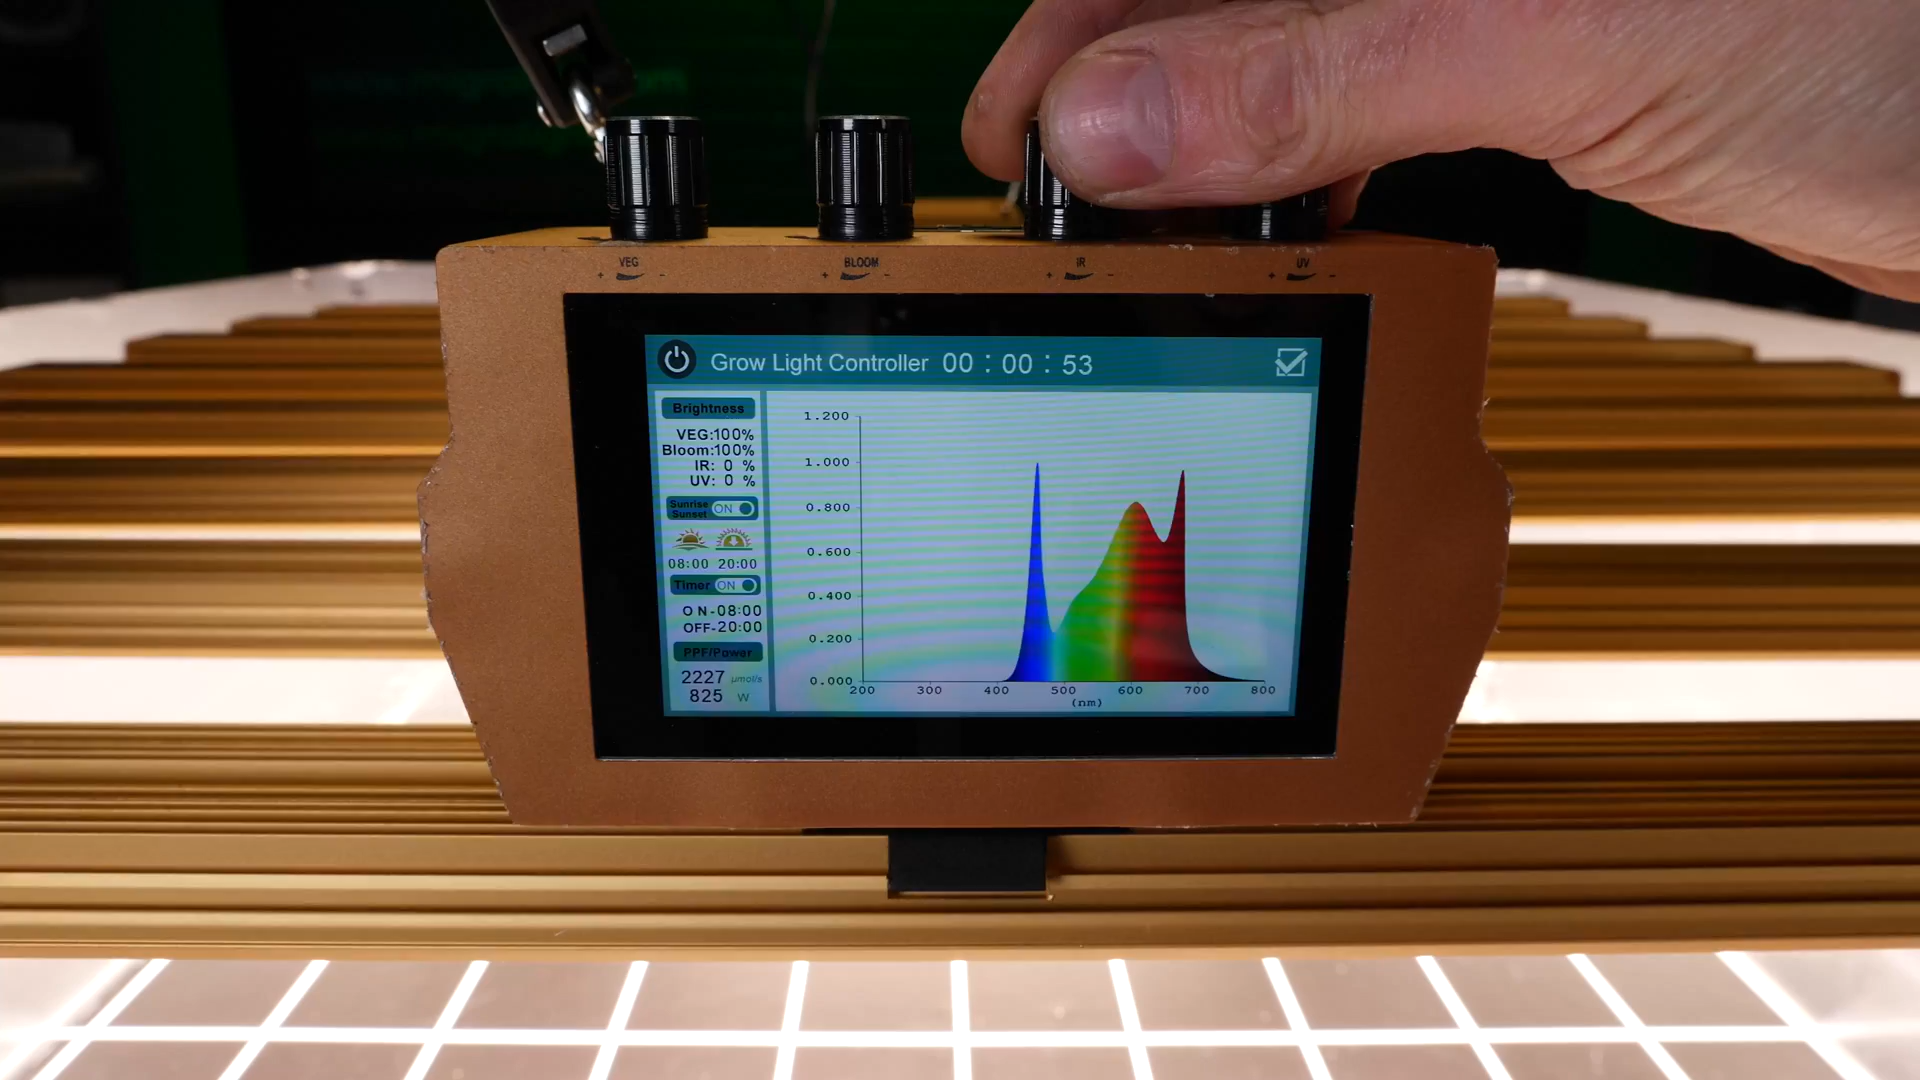 VEG
+ -
BLOOM
+ -
IR
+ -
UV
+ -
Grow Light Controller 00 : 00 : 53
Brightness
VEG:100%
Bloom:100%
IR: 0 %
UV: 0 %
Sunrise
Sunset ON
08:00 20:00
Timer ON
O N-08:00
OFF-20:00
PPF/Power
2227 µmol/s
825 W
1.200
1.000
0.800
0.600
0.400
0.200
0.000
200 300 400 500 600 700 800
(nm)